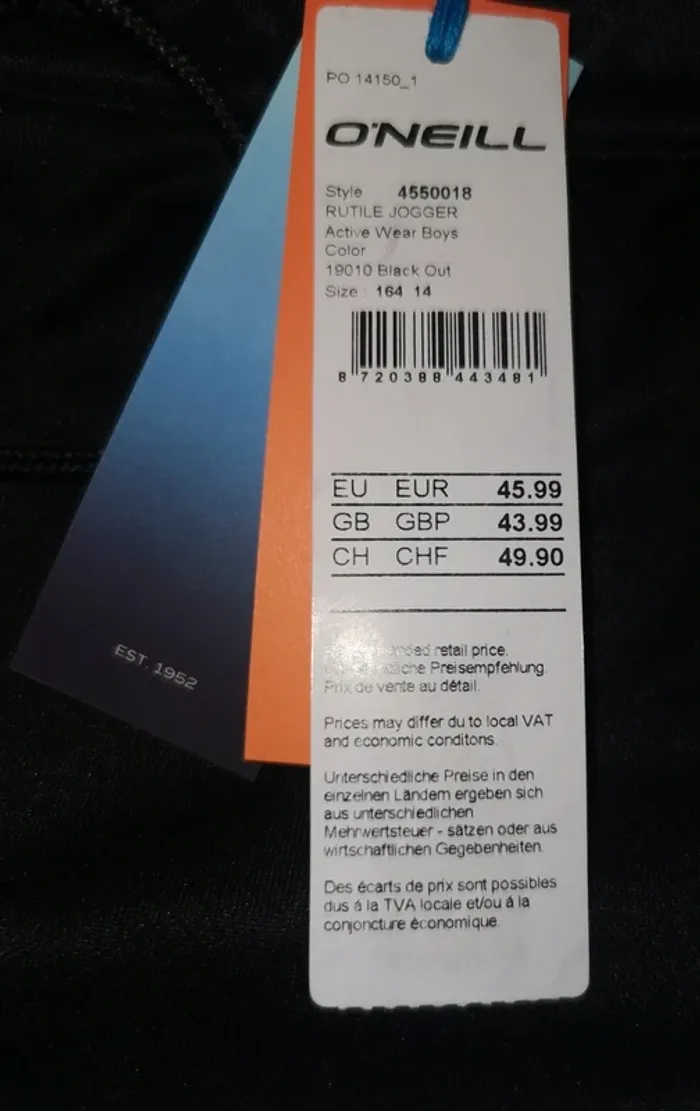 PO 14150_1
O'NEILL
Style 4550018
RUTILE JOGGER
Active Wear Boys
Color
19010 Black Out
Size : 164 14
8 720388 443481
EU EUR 45.99
GB GBP 43.99
CH CHF 49.90
retail price.
Preisempfehlung.
Prix de vente au détail.
Prices may differ du to local VAT
and economic conditons.
Unterschiedliche Preise in den
einzelnen Ländern ergeben sich
aus unterschiedlichen
Mehrwertsteuer - sätzen oder aus
wirtschaftlichen Gegebenheiten.
Des écarts de prix sont possibles
dus á la TVA locale et/ou á la
conjoncture économique.
EST. 1952